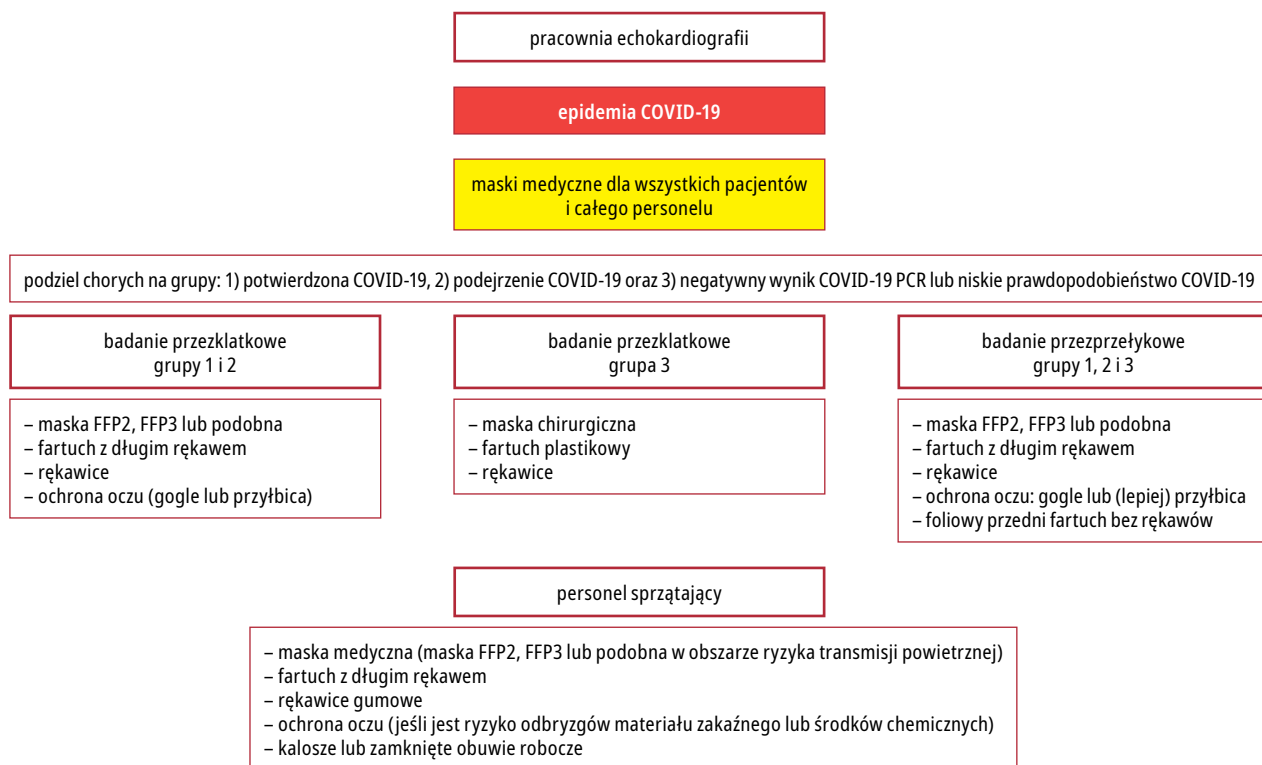 pracownia echokardiografii
epidemia COVID-19
maski medyczne dla wszystkich pacjentów
i całego personelu
podziel chorych na grupy: 1) potwierdzona COVID-19, 2) podejrzenie COVID-19 oraz 3) negatywny wynik COVID-19 PCR lub niskie prawdopodobieństwo COVID-19
badanie przezklatkowe
grupy 1 i 2
– maska FFP2, FFP3 lub podobna
– fartuch z długim rękawem
– rękawice
– ochrona oczu (gogle lub przyłbica)
badanie przezklatkowe
grupa 3
– maska chirurgiczna
– fartuch plastikowy
– rękawice
badanie przezprzełykowe
grupy 1, 2 i 3
– maska FFP2, FFP3 lub podobna
– fartuch z długim rękawem
– rękawice
– ochrona oczu: gogle lub (lepiej) przyłbica
– foliowy przedni fartuch bez rękawów
personel sprzątający
– maska medyczna (maska FFP2, FFP3 lub podobna w obszarze ryzyka transmisji powietrznej)
– fartuch z długim rękawem
– rękawice gumowe
– ochrona oczu (jeśli jest ryzyko odbryzgów materiału zakaźnego lub środków chemicznych)
– kalosze lub zamknięte obuwie robocze